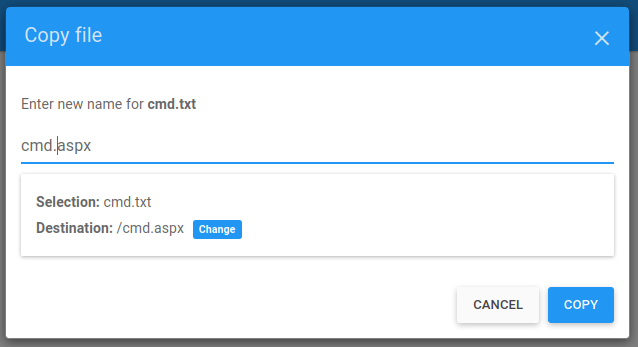 Copy file
Enter new name for cmd.txt
cmd.aspx
Selection: cmd.txt
Destination: /cmd.aspx Change
CANCEL COPY